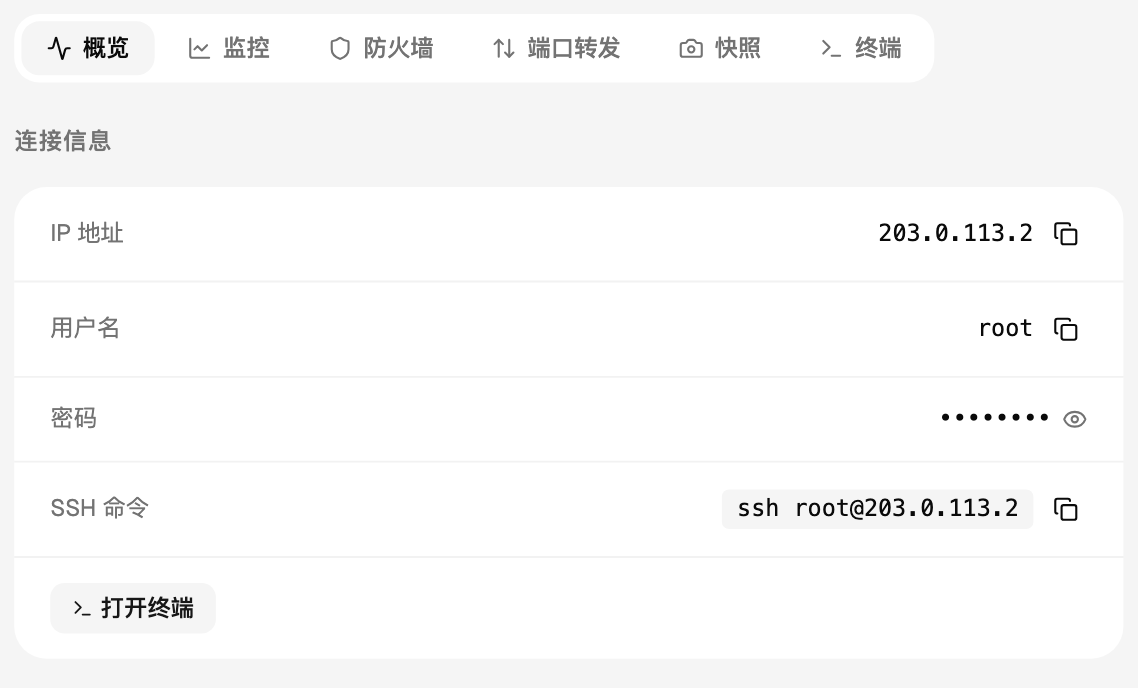 概览 监控 防火墙 端口转发 快照 终端
连接信息
IP 地址 203.0.113.2
用户名 root
密码 ••••••••
SSH 命令 ssh root@203.0.113.2
>_ 打开终端